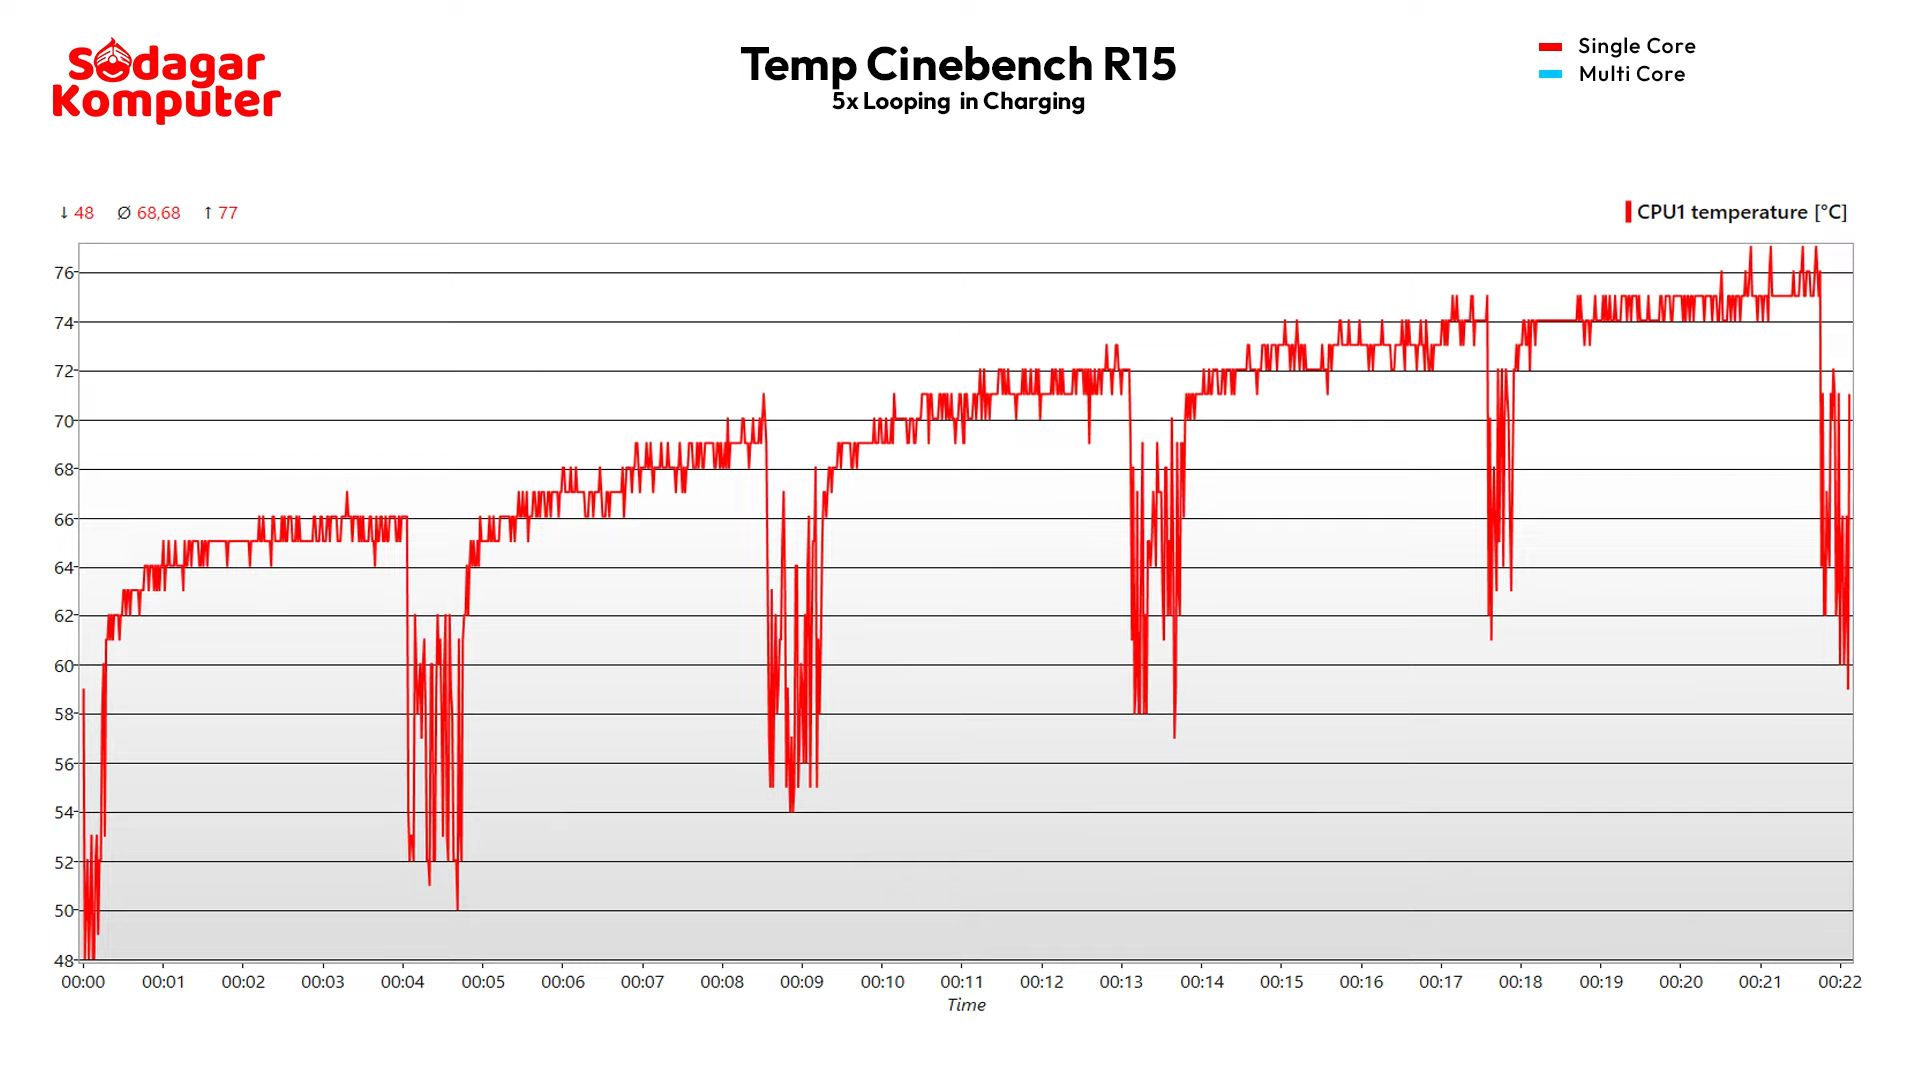 Sodagar
Komputer
Temp Cinebench R15
5x Looping in Charging
Single Core
Multi Core
↓ 48 Ø 68,68 ↑ 77
CPU1 temperature [°C]
76
74
72
70
68
66
64
62
60
58
56
54
52
50
48
00:00 00:01 00:02 00:03 00:04 00:05 00:06 00:07 00:08 00:09 00:10 00:11 00:12 00:13 00:14 00:15 00:16 00:17 00:18 00:19 00:20 00:21 00:22
Time